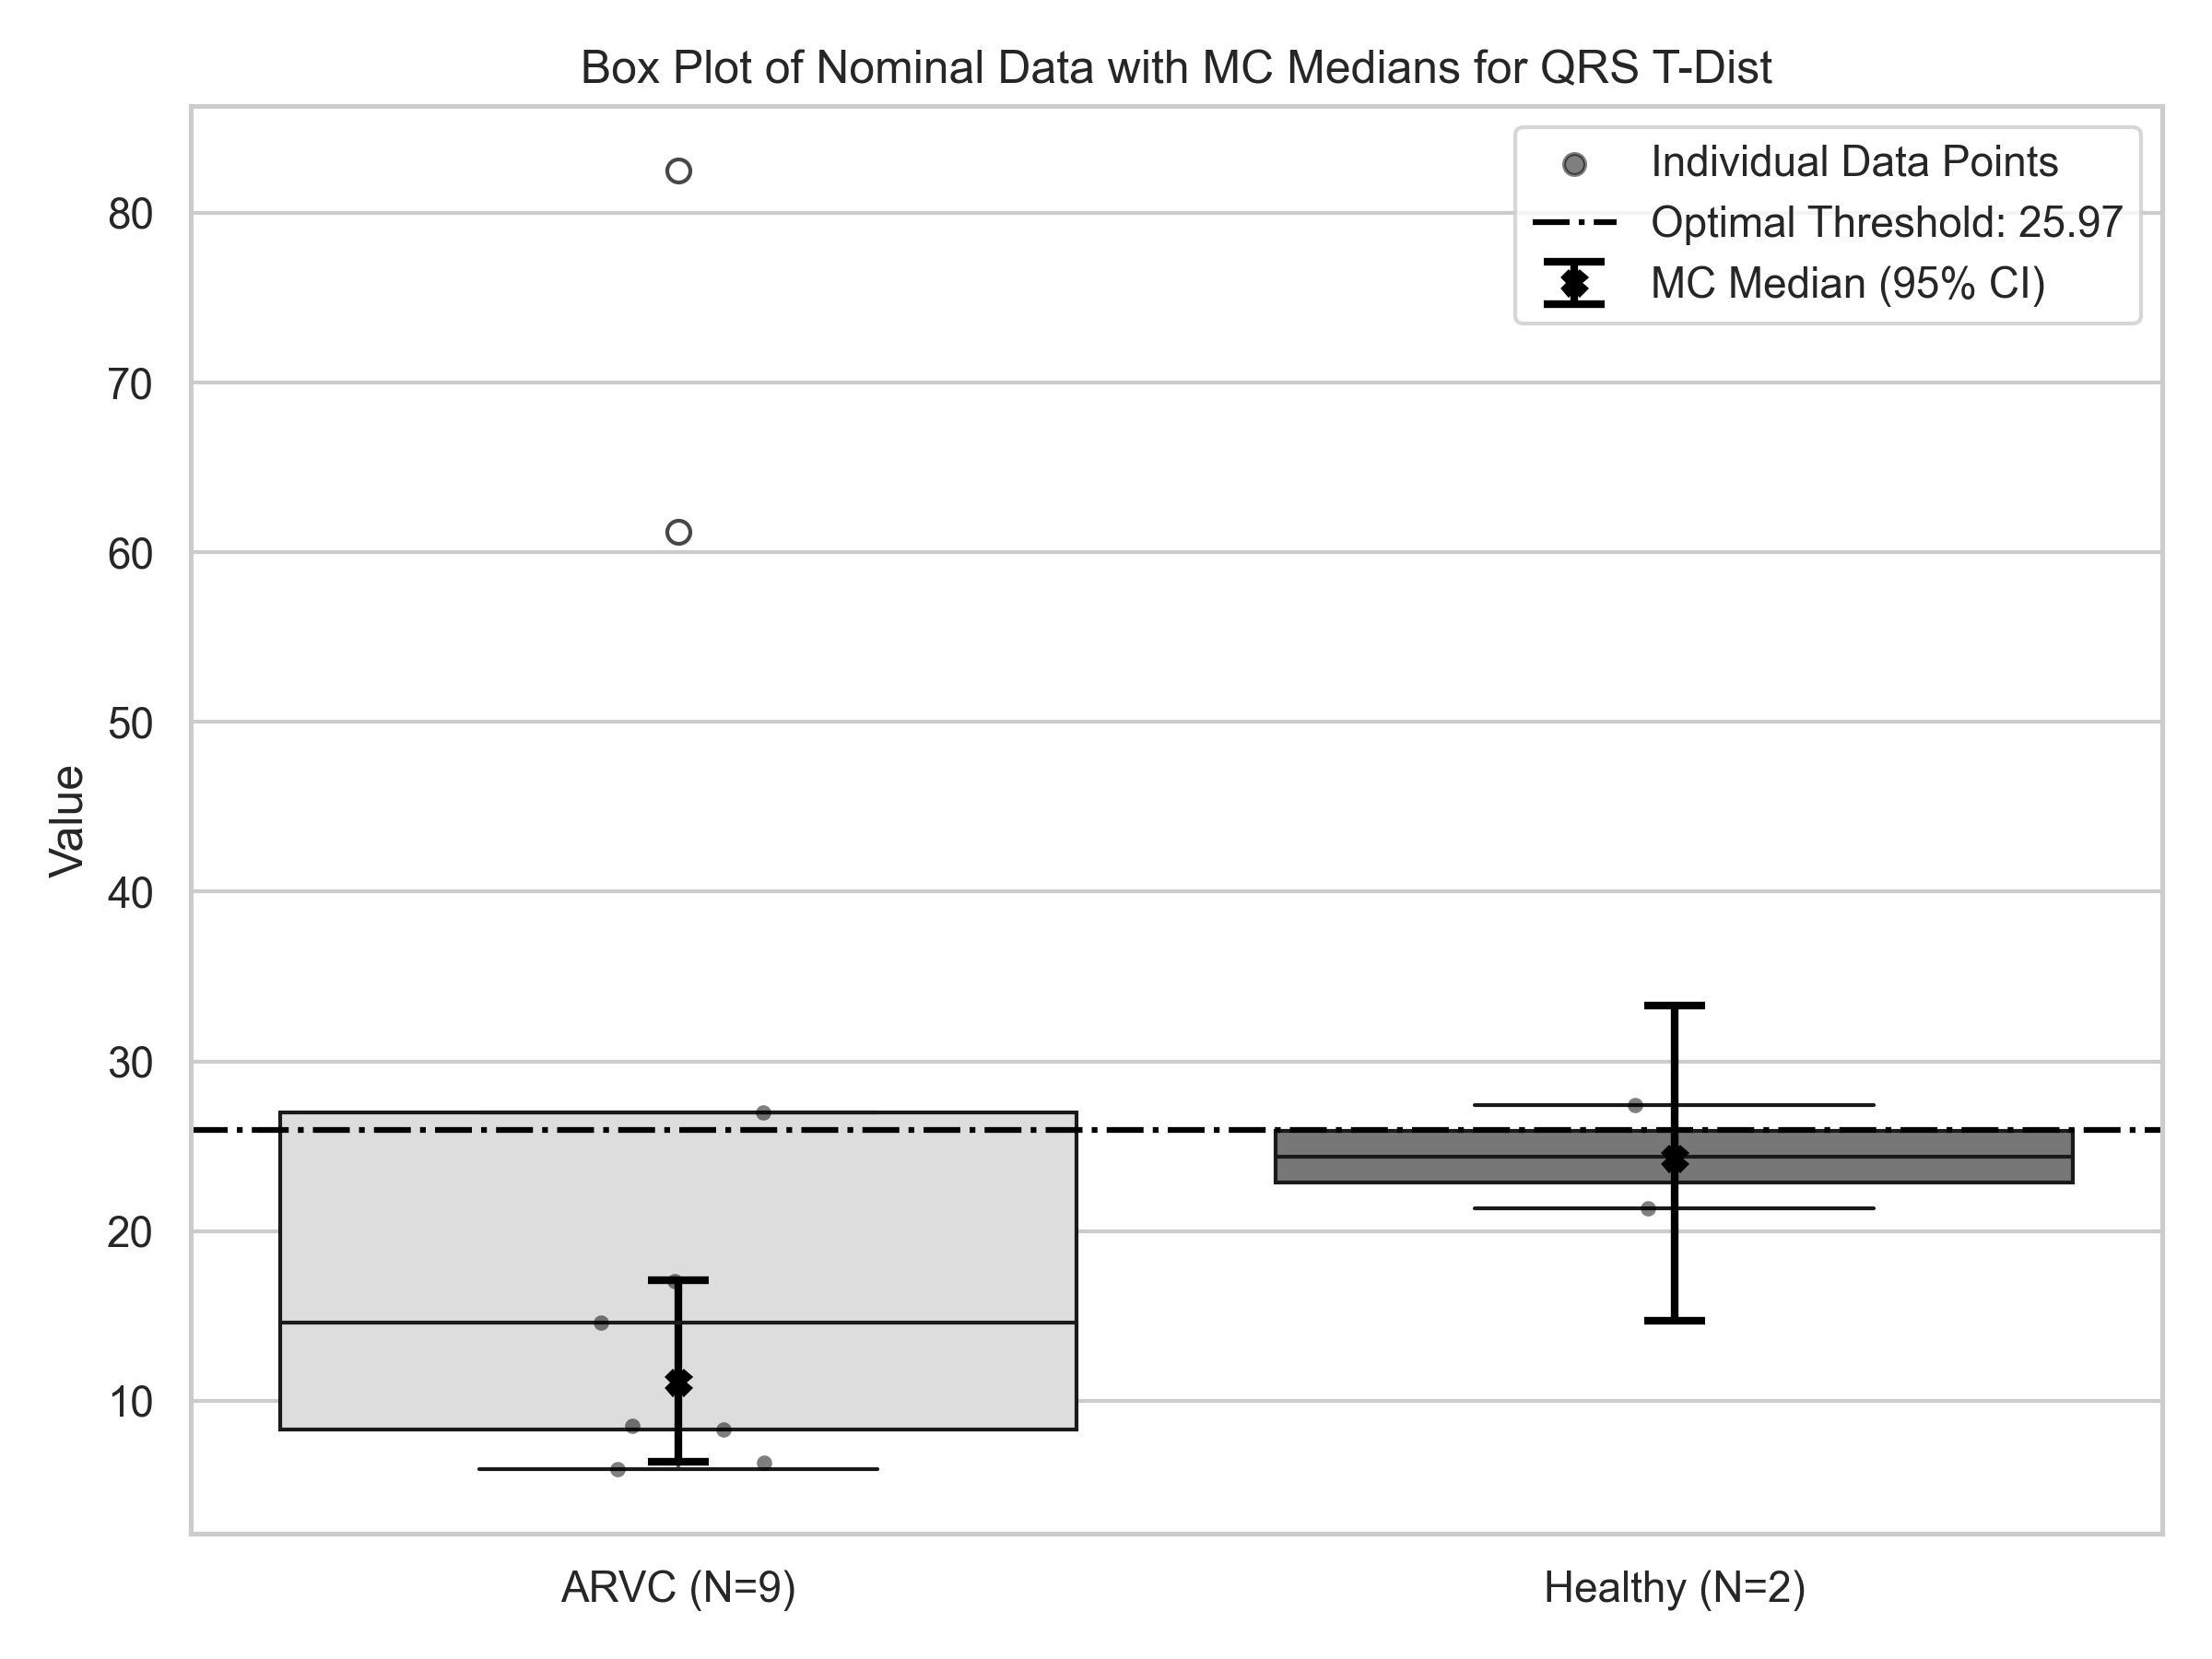 Box Plot of Nominal Data with MC Medians for QRS T-Dist
Individual Data Points
Optimal Threshold: 25.97
MC Median (95% CI)
Value
80
70
60
50
40
30
20
10
ARVC (N=9)
Healthy (N=2)